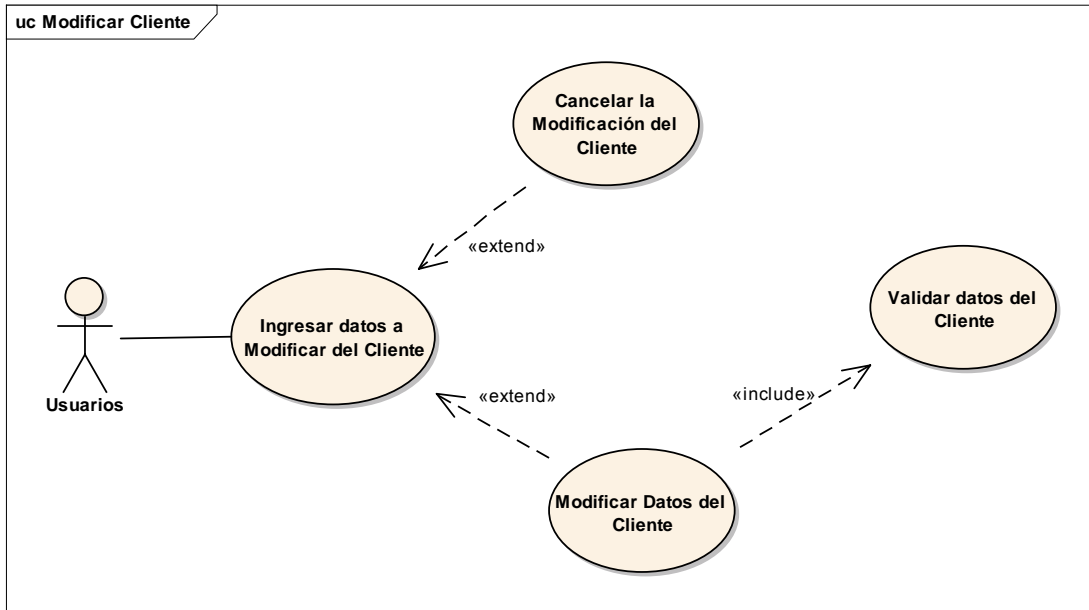 uc Modificar Cliente
Cancelar la
Modificación del
Cliente
«extend»
Validar datos del
Cliente
Ingresar datos a
Modificar del Cliente
Usuarios
«extend»
«include»
Modificar Datos del
Cliente